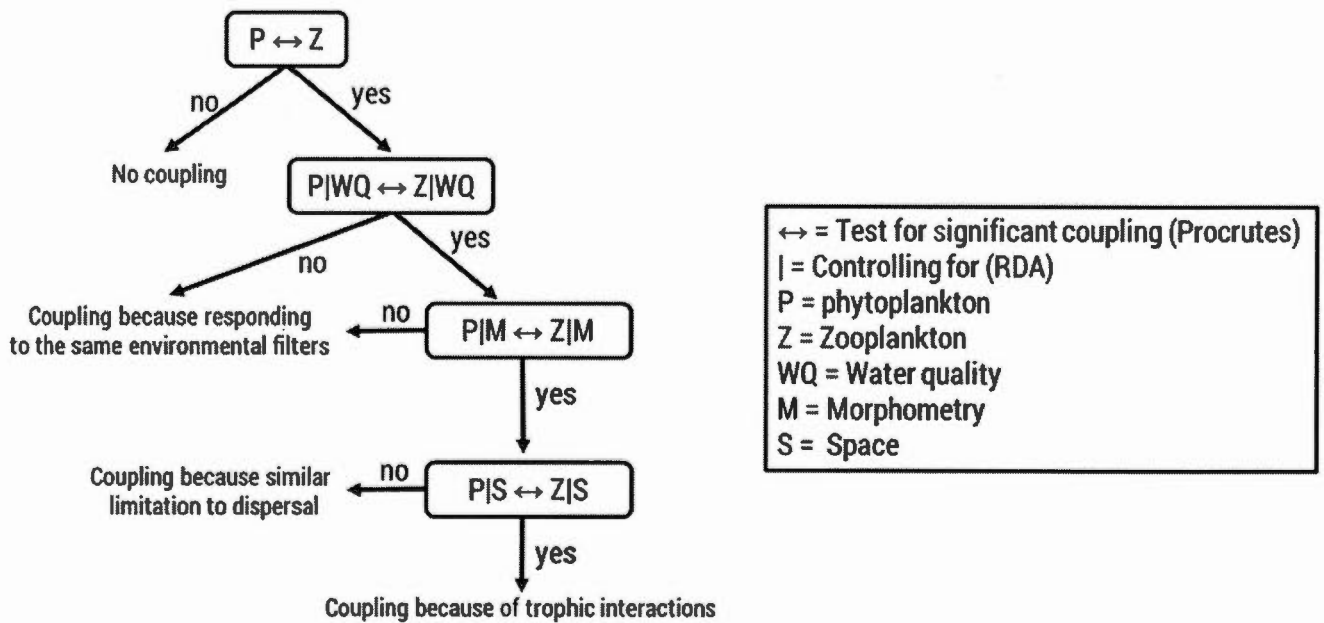 P ↔ Z
no
yes
No coupling
P|WQ ↔ Z|WQ
no
yes
Coupling because responding
to the same environmental filters
no
P|M ↔ Z|M
yes
Coupling because similar
limitation to dispersal
no
P|S ↔ Z|S
yes
Coupling because of trophic interactions
↔ = Test for significant coupling (Procrutes)
| = Controlling for (RDA)
P = phytoplankton
Z = Zooplankton
WQ = Water quality
M = Morphometry
S = Space